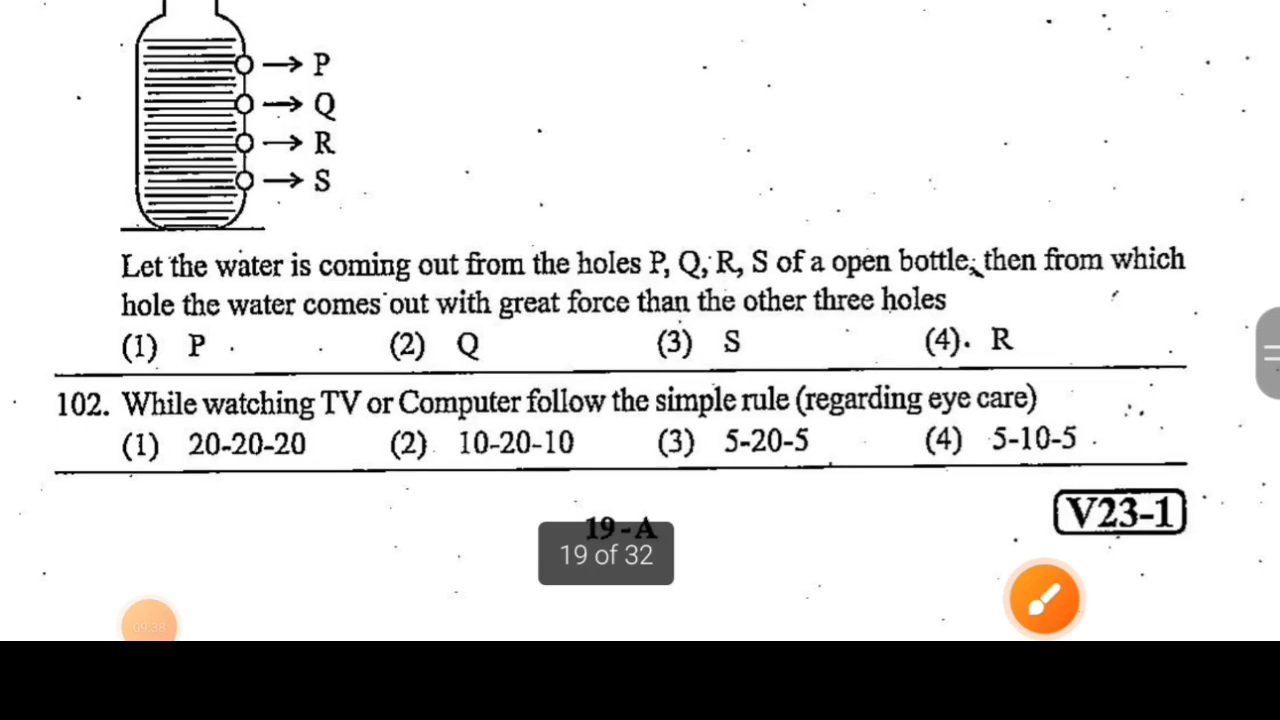 P
Q
R
S
Let the water is coming out from the holes P, Q, R, S of a open bottle, then from which
hole the water comes out with great force than the other three holes
(1) P (2) Q (3) S (4). R
102. While watching TV or Computer follow the simple rule (regarding eye care)
(1) 20-20-20 (2) 10-20-10 (3) 5-20-5 (4) 5-10-5
V23-1
19-A
19 of 32
09:38